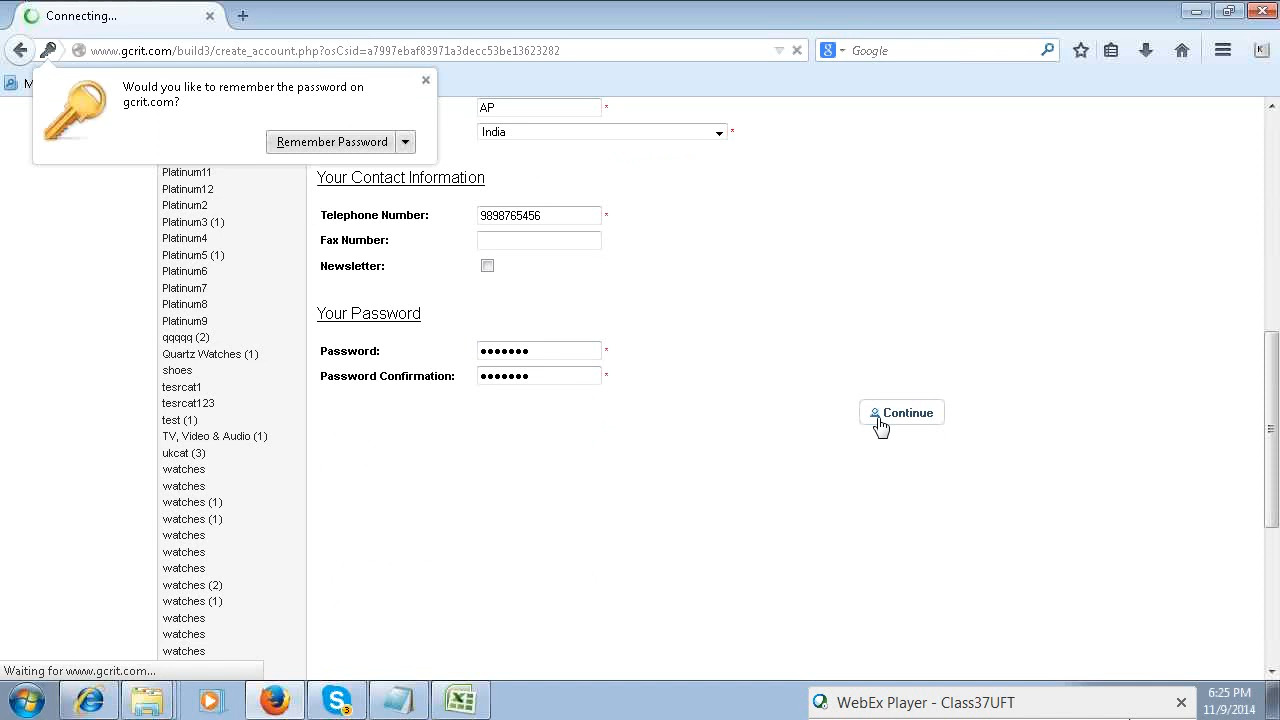 Connecting...
www.gcrit.com/build3/create_account.php?osCsid=a7997ebaf83971a3decc53be13623282
Google
Would you like to remember the password on
gcrit.com?
Remember Password
AP *
India *
Your Contact Information
Telephone Number: 9898765456 *
Fax Number:
Newsletter:
Your Password
Password: ●●●●●●● *
Password Confirmation: ●●●●●●● *
Continue
Platinum11
Platinum12
Platinum2
Platinum3 (1)
Platinum4
Platinum5 (1)
Platinum6
Platinum7
Platinum8
Platinum9
qqqqq (2)
Quartz Watches (1)
shoes
tesrcat1
tesrcat123
test (1)
TV, Video & Audio (1)
ukcat (3)
watches
watches
watches (1)
watches (1)
watches
watches
watches
watches (2)
watches (1)
watches
watches
watches
Waiting for www.gcrit.com...
WebEx Player - Class37UFT
6:25 PM
11/9/2014